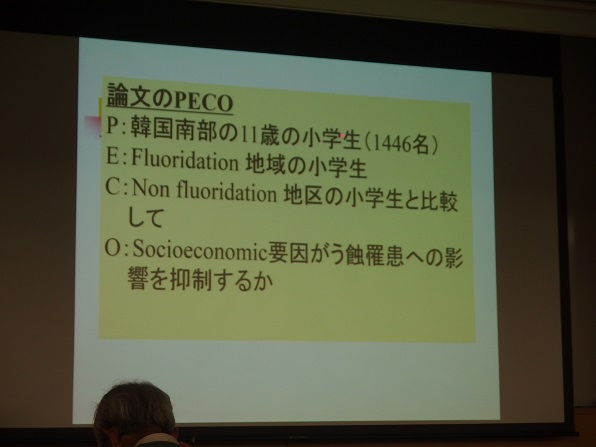 論文のPECO
P:韓国南部の11歳の小学生(1446名)
E:Fluoridation 地域の小学生
C:Non fluoridation 地区の小学生と比較
して
O:Socioeconomic要因がう蝕罹患への影
響を抑制するか